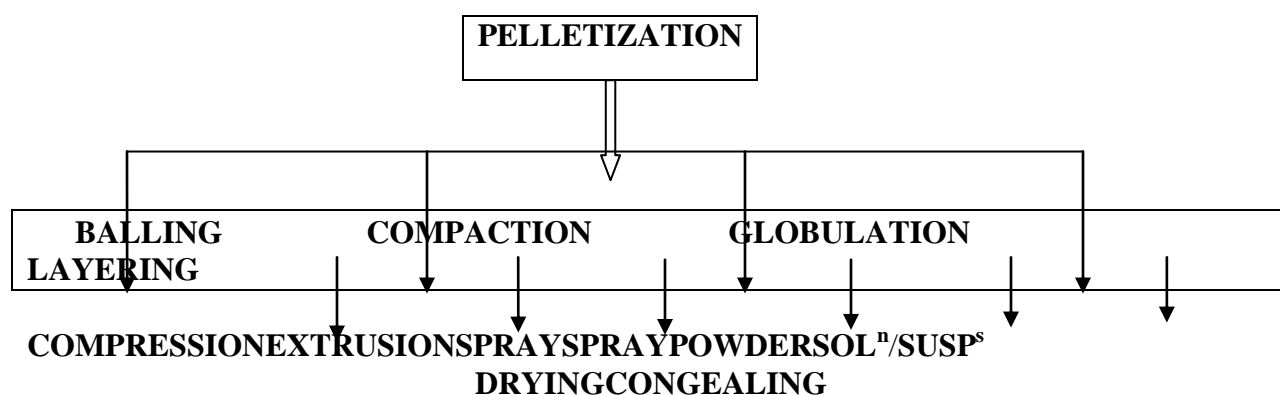 PELLETIZATION
BALLING COMPACTION GLOBULATION
LAYERING
COMPRESSIONEXTRUSIONSPRAYSPRAYPOWDERSOLⁿ/SUSPˢ
DRYINGCONGEALING